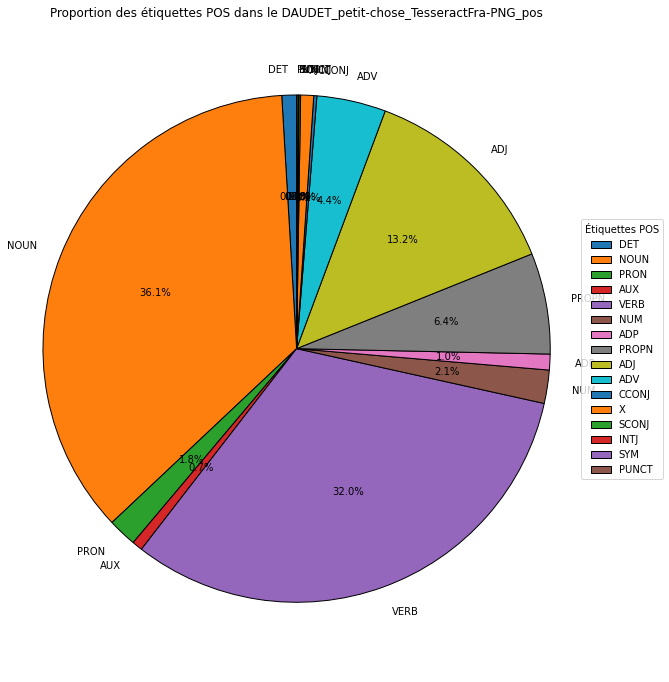 Proportion des étiquettes POS dans le DAUDET_petit-chose_TesseractFra-PNG_pos
DET
ADV
ADJ
4.4%
13.2%
NOUN
36.1%
6.4%
1.0%
2.1%
1.8%
0.7%
32.0%
PRON
AUX
VERB
NUM
Étiquettes POS
DET
NOUN
PRON
AUX
VERB
NUM
ADP
PROPN
ADJ
ADV
CCONJ
X
SCONJ
INTJ
SYM
PUNCT